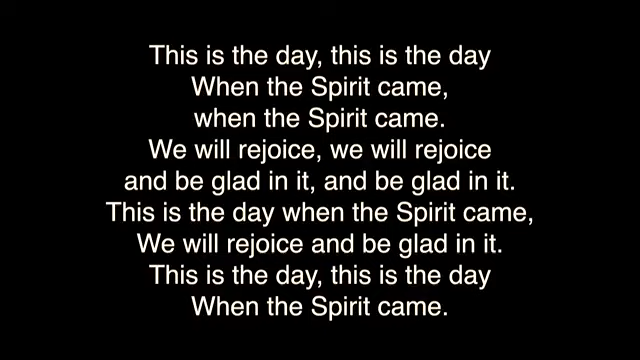 This is the day, this is the day
When the Spirit came,
when the Spirit came.
We will rejoice, we will rejoice
and be glad in it, and be glad in it.
This is the day when the Spirit came,
We will rejoice and be glad in it.
This is the day, this is the day
When the Spirit came.